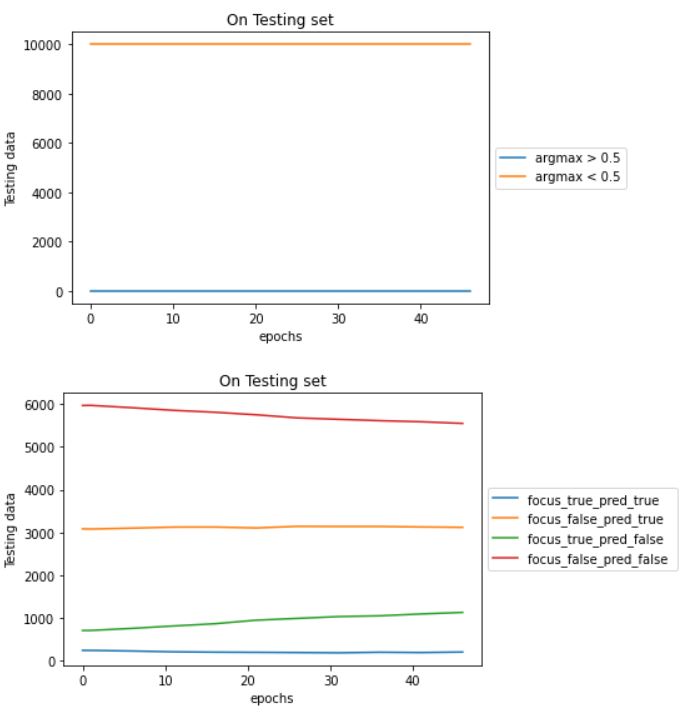 On Testing set
10000
8000
6000
4000
2000
0
Testing data
0 10 20 30 40
epochs
argmax > 0.5
argmax < 0.5
On Testing set
6000
5000
4000
3000
2000
1000
0
Testing data
0 10 20 30 40
epochs
focus_true_pred_true
focus_false_pred_true
focus_true_pred_false
focus_false_pred_false